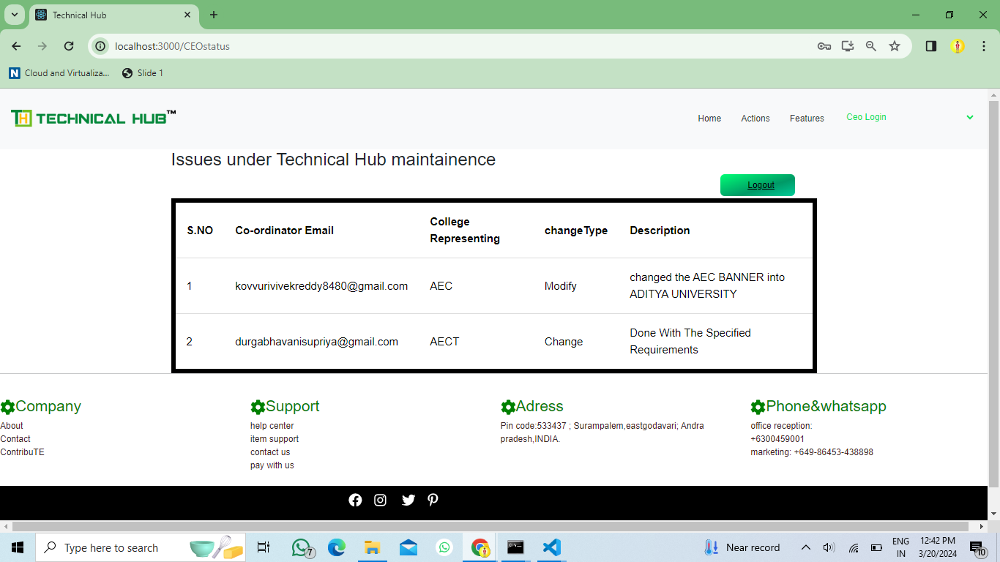 Technical Hub
localhost:3000/CEOstatus
Cloud and Virtualiza...
Slide 1
TH TECHNICAL HUB™
Home
Actions
Features
Ceo Login
Issues under Technical Hub maintainence
Logout
S.NO
Co-ordinator Email
College
Representing
changeType
Description
1
kovvurivivekreddy8480@gmail.com
AEC
Modify
changed the AEC BANNER into
ADITYA UNIVERSITY
2
durgabhavanisupriya@gmail.com
AECT
Change
Done With The Specified
Requirements
Company
About
Contact
ContribuTE
Support
help center
item support
contact us
pay with us
Adress
Pin code:533437 ; Surampalem,eastgodavari; Andra
pradesh,INDIA.
Phone&whatsapp
office reception:
+6300459001
marketing: +649-86453-438898
Type here to search
7
Near record
ENG
IN
12:42 PM
3/20/2024
10